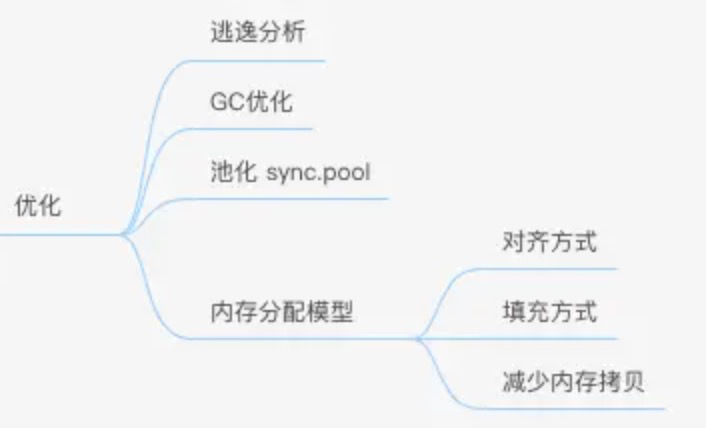 逃逸分析
GC优化
池化 sync.pool
优化
对齐方式
内存分配模型
填充方式
减少内存拷贝